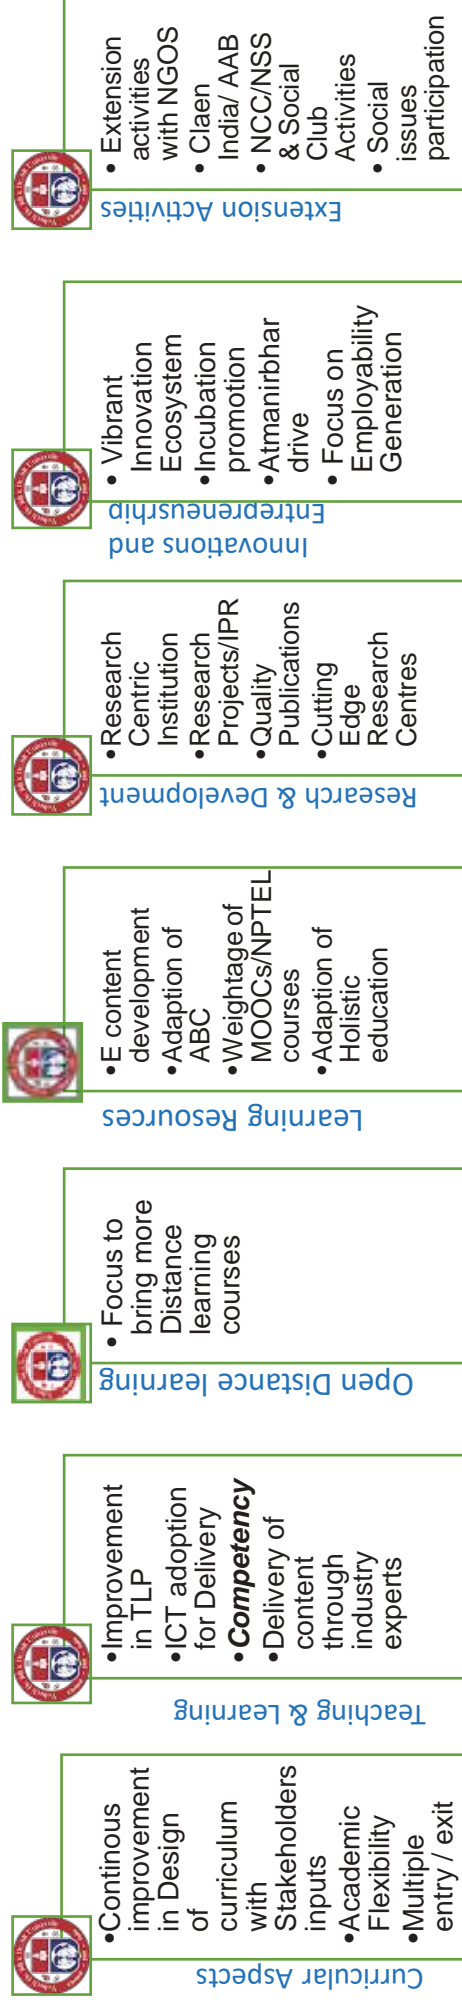 Curricular Aspects
•Continous
improvement
in Design
of
curriculum
with
Stakeholders
inputs
•Academic
Flexibility
•Multiple
entry / exit
Teaching & Learning
•Improvement
in TLP
•ICT adoption
for Delivery
•Competency
•Delivery of
content
through
industry
experts
Open Distance learning
• Focus to
bring more
Distance
learning
courses
Learning Resources
•E content
development
•Adaption of
ABC
•Weightage of
MOOCs/NPTEL
courses
•Adaption of
Holistic
education
Research & Development
•Research
Centric
Institution
•Research
Projects/IPR
•Quality
Publications
•Cutting
Edge
Research
Centres
Innovations and
Entrepreneusrhip
• Vibrant
Innovation
Ecosystem
•Incubation
promotion
•Atmanirbhar
drive
• Focus on
Employability
Generation
Extension Activities
• Extension
activities
with NGOS
• Claen
India/ AAB
• NCC/NSS
& Social
Club
Activities
• Social
issues
participation